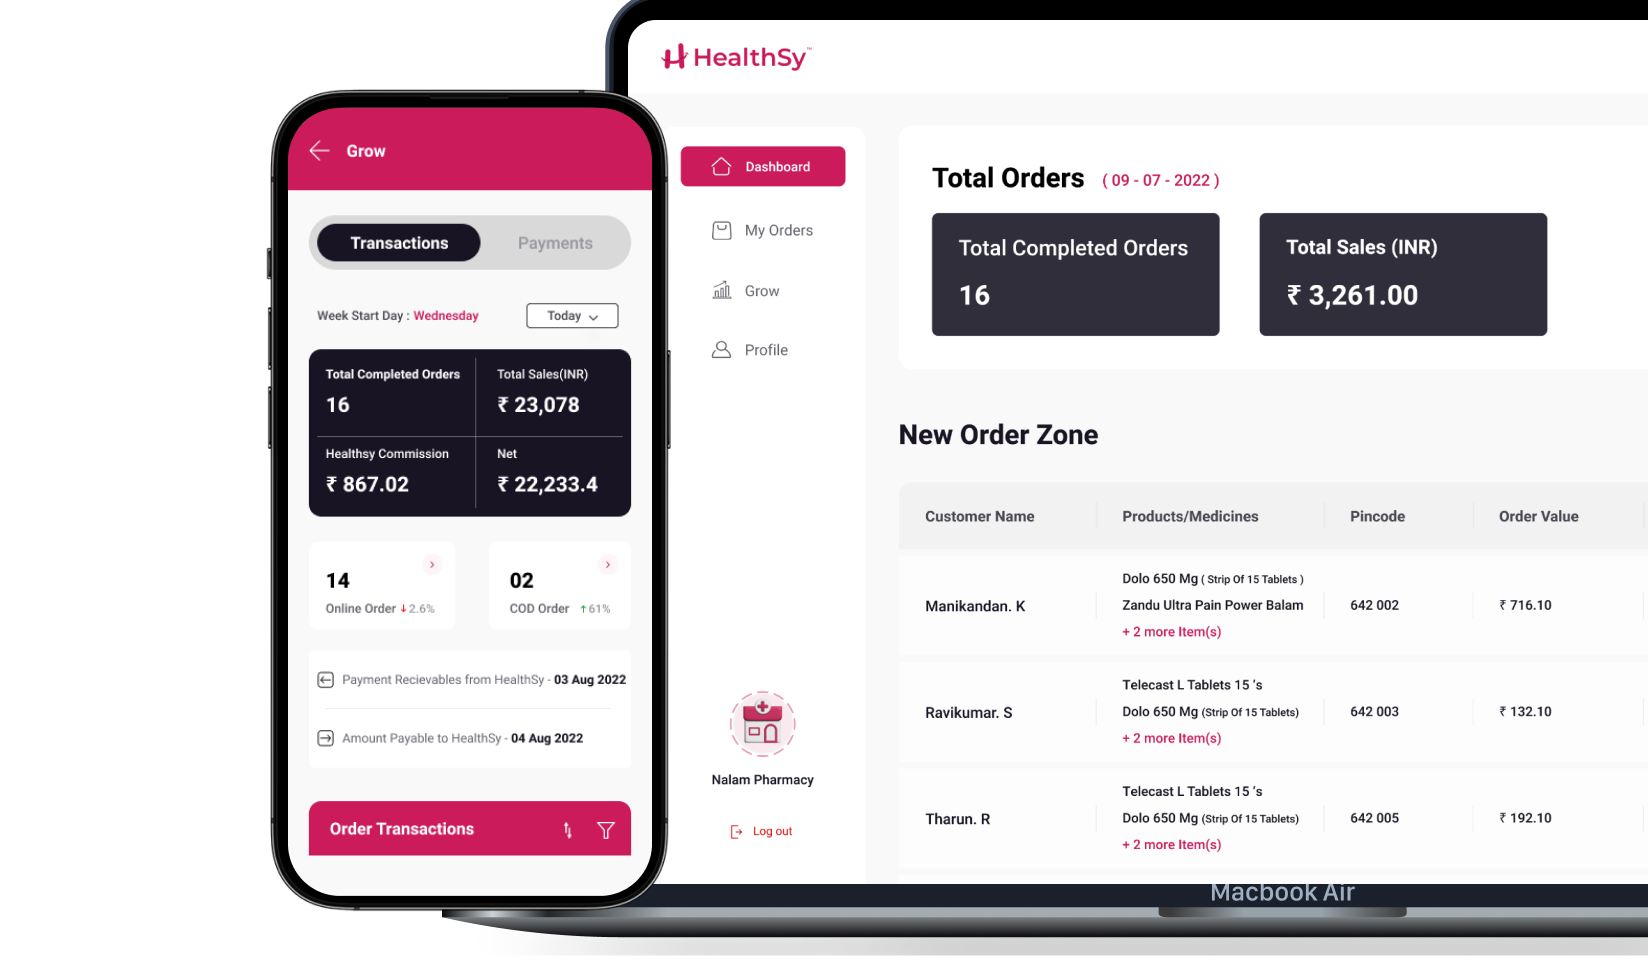 HealthSy™
Grow
Transactions
Payments
Week Start Day : Wednesday
Today
Total Completed Orders
16
Total Sales(INR)
₹ 23,078
Healthsy Commission
₹ 867.02
Net
₹ 22,233.4
14
Online Order 2.6%
02
COD Order 61%
Payment Recievables from HealthSy - 03 Aug 2022
Amount Payable to HealthSy - 04 Aug 2022
Order Transactions
Dashboard
My Orders
Grow
Profile
Nalam Pharmacy
Log out
Total Orders ( 09 - 07 - 2022 )
Total Completed Orders
16
Total Sales (INR)
₹ 3,261.00
New Order Zone
Customer Name Products/Medicines Pincode Order Value
Dolo 650 Mg ( Strip Of 15 Tablets )
Manikandan. K Zandu Ultra Pain Power Balam 642 002 ₹ 716.10
+ 2 more Item(s)
Telecast L Tablets 15 's
Ravikumar. S Dolo 650 Mg (Strip Of 15 Tablets) 642 003 ₹ 132.10
+ 2 more Item(s)
Telecast L Tablets 15 's
Tharun. R Dolo 650 Mg (Strip Of 15 Tablets) 642 005 ₹ 192.10
+ 2 more Item(s)
Macbook Air